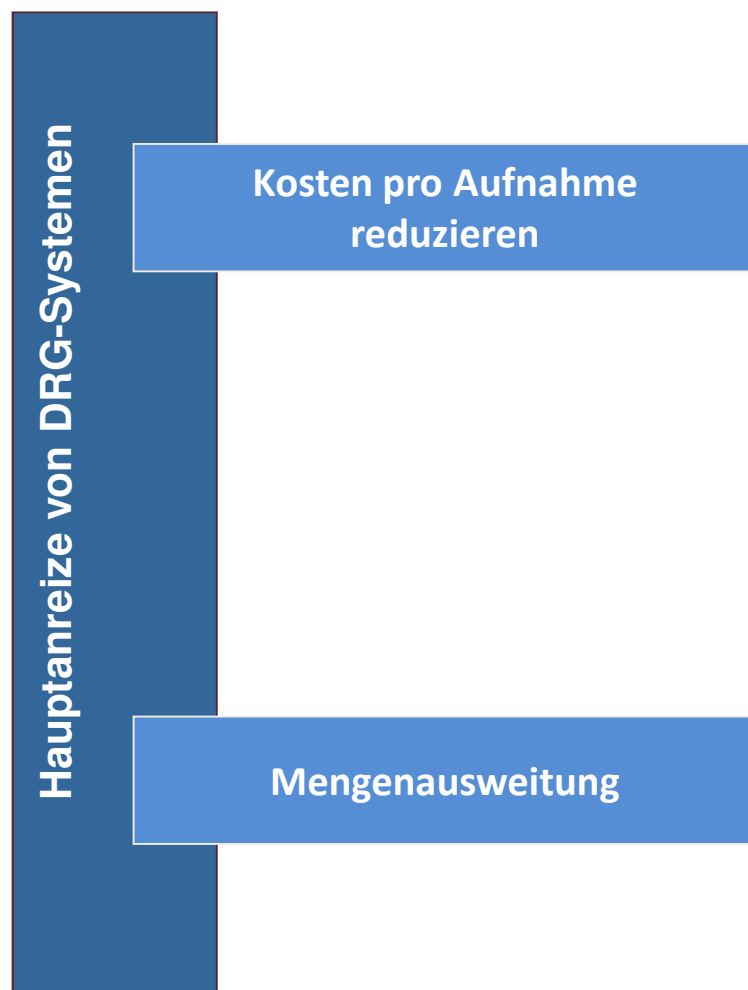 Hauptanreize von DRG-Systemen
Kosten pro Aufnahme
reduzieren
Mengenausweitung